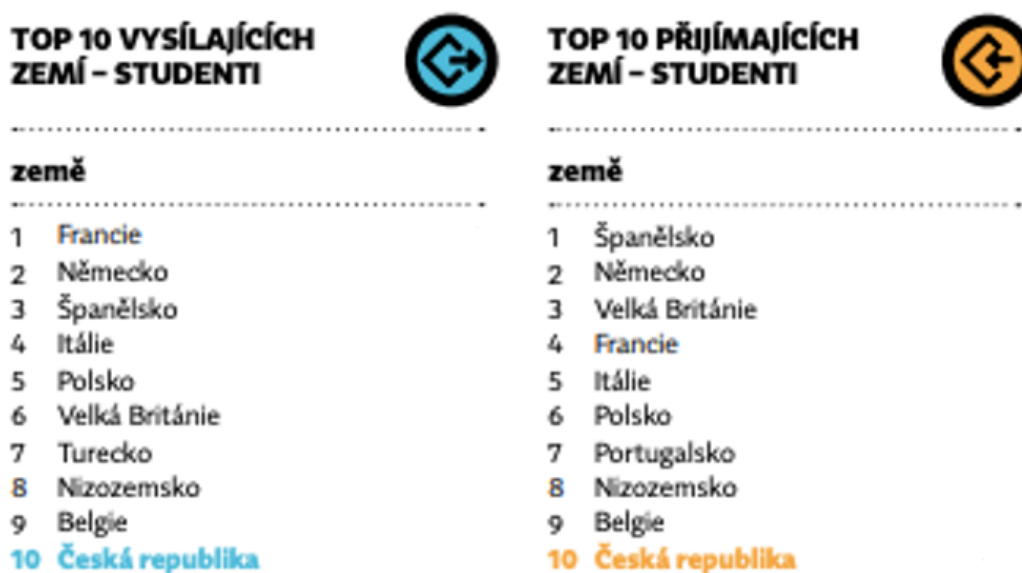 TOP 10 VYSÍLAJÍCÍCH
ZEMÍ – STUDENTI
země
1 Francie
2 Německo
3 Španělsko
4 Itálie
5 Polsko
6 Velká Británie
7 Turecko
8 Nizozemsko
9 Belgie
10 Česká republika
TOP 10 PŘIJÍMAJÍCÍCH
ZEMÍ – STUDENTI
země
1 Španělsko
2 Německo
3 Velká Británie
4 Francie
5 Itálie
6 Polsko
7 Portugalsko
8 Nizozemsko
9 Belgie
10 Česká republika